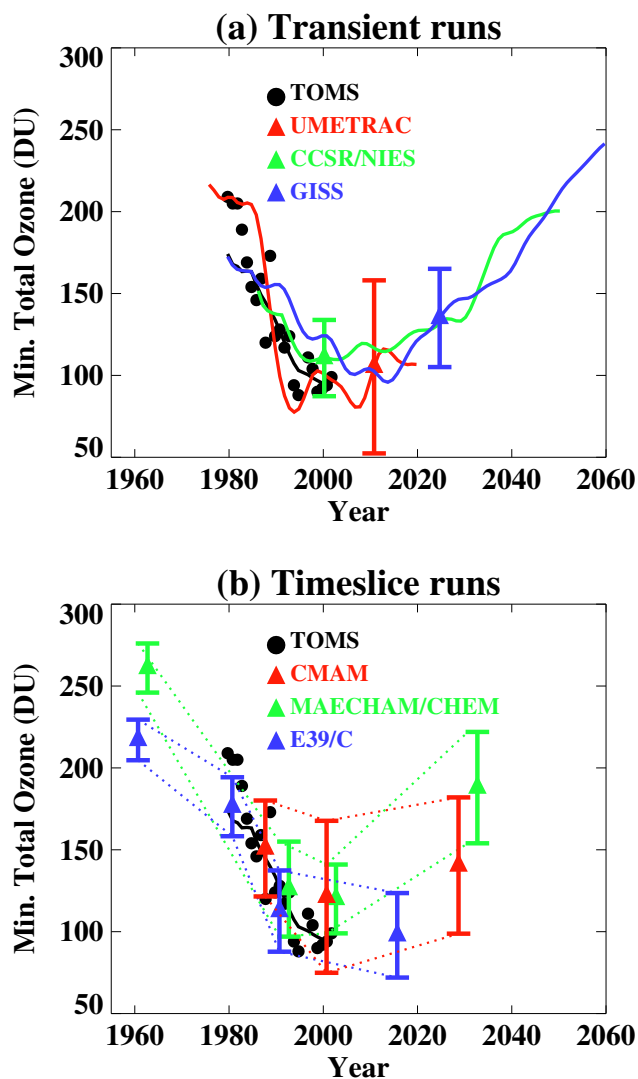 (a) Transient runs
300
250
200
150
100
50
Min. Total Ozone (DU)
TOMS
UMETRAC
CCSR/NIES
GISS
1960 1980 2000 2020 2040 2060
Year
(b) Timeslice runs
300
250
200
150
100
50
Min. Total Ozone (DU)
TOMS
CMAM
MAECHAM/CHEM
E39/C
1960 1980 2000 2020 2040 2060
Year